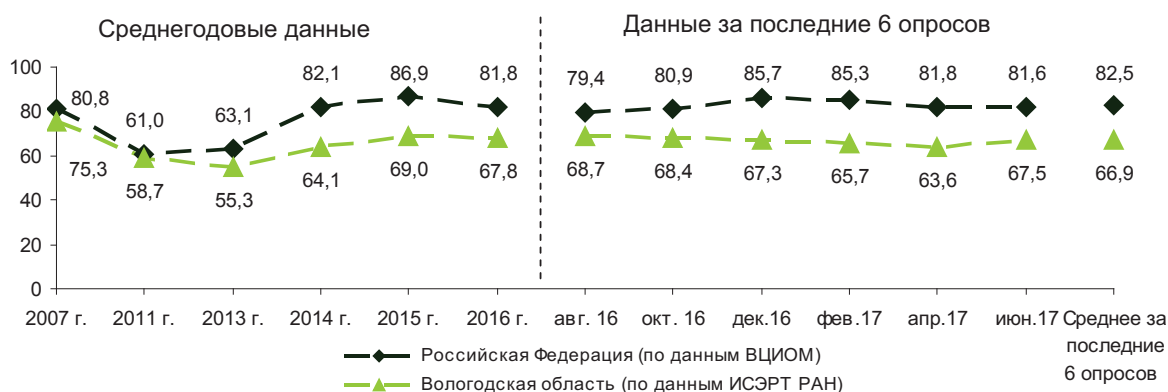 Среднегодовые данные
Данные за последние 6 опросов
100
80
60
40
20
0
80,8
61,0
63,1
82,1
86,9
81,8
79,4
80,9
85,7
85,3
81,8
81,6
82,5
75,3
58,7
55,3
64,1
69,0
67,8
68,7
68,4
67,3
65,7
63,6
67,5
66,9
2007 г.
2011 г.
2013 г.
2014 г.
2015 г.
2016 г.
авг. 16
окт. 16
дек.16
фев.17
апр.17
июн.17
Среднее за
последние
6 опросов
Российская Федерация (по данным ВЦИОМ)
Вологодская область (по данным ИСЭРТ РАН)